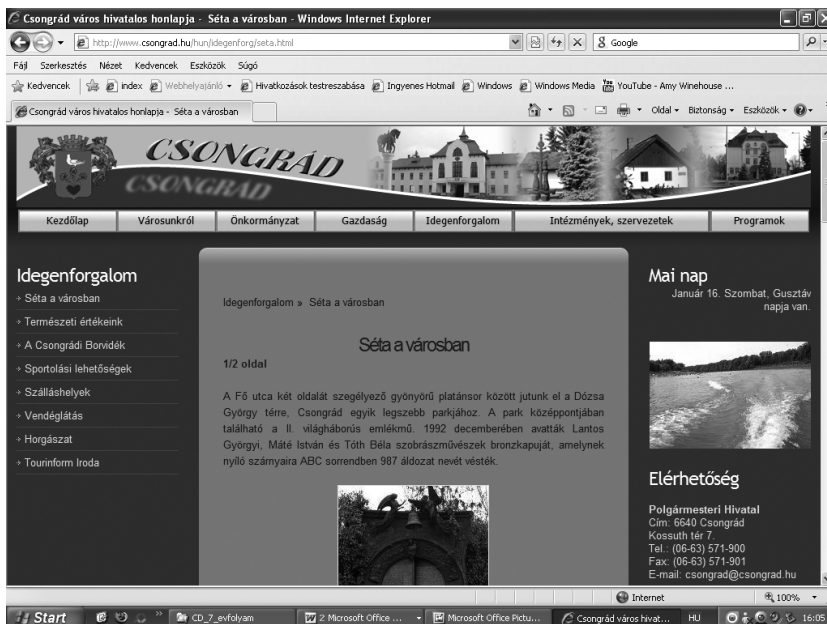 Csongrád város hivatalos honlapja - Séta a városban - Windows Internet Explorer
http://www.csongrad.hu/hun/idegenforg/seta.html
Google
Fájl Szerkesztés Nézet Kedvencek Eszközök Súgó
Kedvencek index Webhelyajánló Hivatkozások testreszabása Ingyenes Hotmail Windows Windows Media YouTube - Amy Winehouse ...
Csongrád város hivatalos honlapja - Séta a városban
Oldal Biztonság Eszközök
CSONGRÁD
Kezdőlap Városunkról Önkormányzat Gazdaság Idegenforgalom Intézmények, szervezetek Programok
Idegenforgalom
Séta a városban
Természeti értékeink
A Csongrádi Borvidék
Sportolási lehetőségek
Szálláshelyek
Vendéglátás
Horgászat
Tourinform Iroda
Idegenforgalom » Séta a városban
Séta a városban
1/2 oldal
A Fő utca két oldalát szegélyező gyönyörű platánsor között jutunk el a Dózsa
György térre, Csongrád egyik legszebb parkjához. A park középpontjában
található a II. világháborús emlékmű. 1992 decemberében avatták Lantos
Györgyi, Máté István és Tóth Béla szobrászművészek bronzkapuját, amelynek
nyíló szárnyaira ABC sorrendben 987 áldozat nevét vésték.
Mai nap
Január 16. Szombat, Gusztáv
napja van.
Elérhetőség
Polgármesteri Hivatal
Cím: 6640 Csongrád
Kossuth tér 7.
Tel.: (06-63) 571-900
Fax: (06-63) 571-901
E-mail: csongrad@csongrad.hu
Internet 100%
Start CD_7_evfolyam 2 Microsoft Office ... Microsoft Office Pictu... Csongrád város hivat... HU 16:05